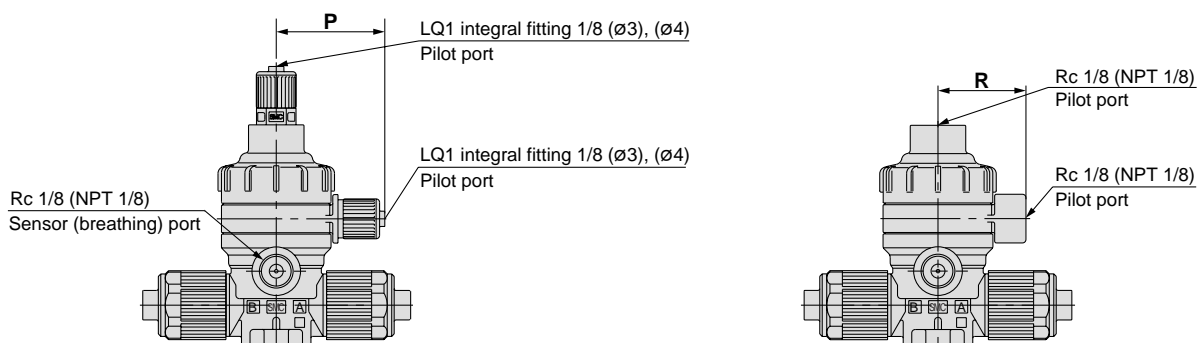 P
LQ1 integral fitting 1/8 (Ø3), (Ø4)
Pilot port
SMC
LQ1 integral fitting 1/8 (Ø3), (Ø4)
Pilot port
Rc 1/8 (NPT 1/8)
Sensor (breathing) port
B SMC A
R
Rc 1/8 (NPT 1/8)
Pilot port
Rc 1/8 (NPT 1/8)
Pilot port
B SMC A